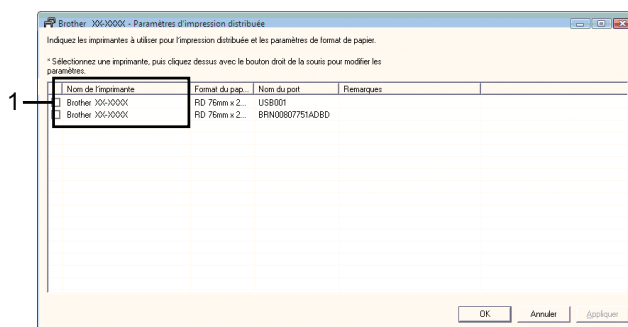 Brother XX-XXXX - Paramètres d'impression distribuée
Indiquez les imprimantes à utiliser pour l'impression distribuée et les paramètres de format de papier.
* Sélectionnez une imprimante, puis cliquez dessus avec le bouton droit de la souris pour modifier les
paramètres.
Nom de l'imprimante Format du pap... Nom du port Remarques
1
Brother XX-XXXX RD 76mm x 2... USB001
Brother XX-XXXX RD 76mm x 2... BRN00807751ADBD
OK Annuler Appliquer